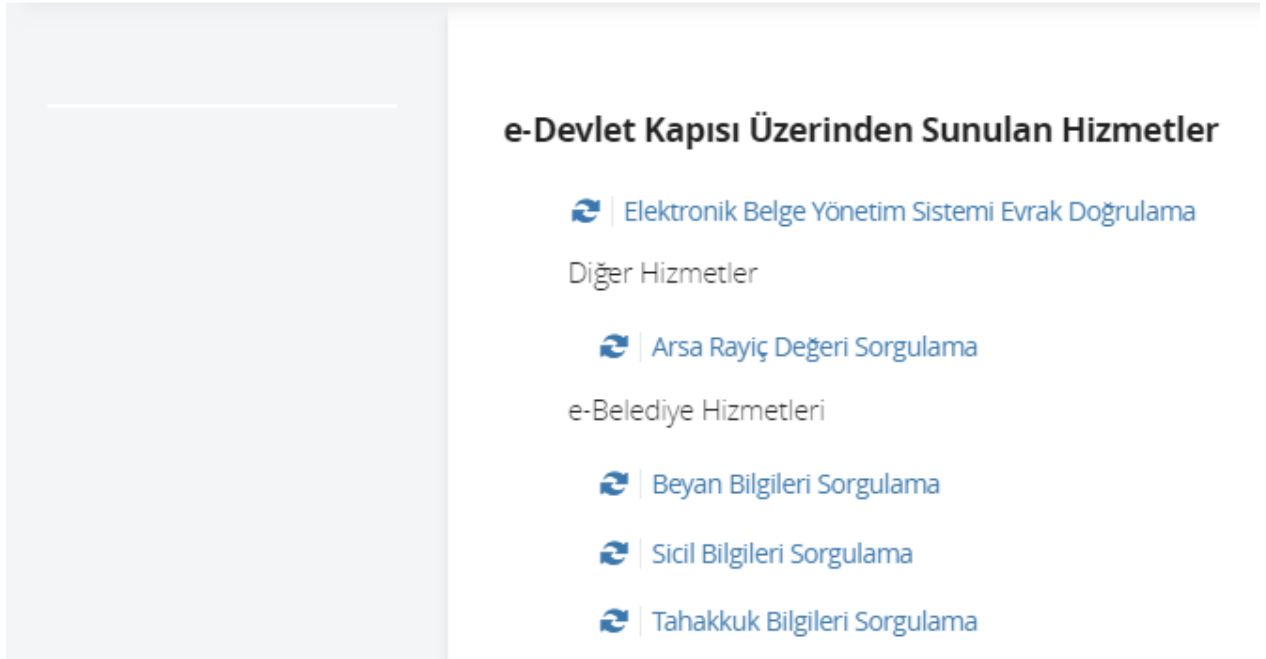 e-Devlet Kapısı Üzerinden Sunulan Hizmetler
Elektronik Belge Yönetim Sistemi Evrak Doğrulama
Diğer Hizmetler
Arsa Rayiç Değeri Sorgulama
e-Belediye Hizmetleri
Beyan Bilgileri Sorgulama
Sicil Bilgileri Sorgulama
Tahakkuk Bilgileri Sorgulama